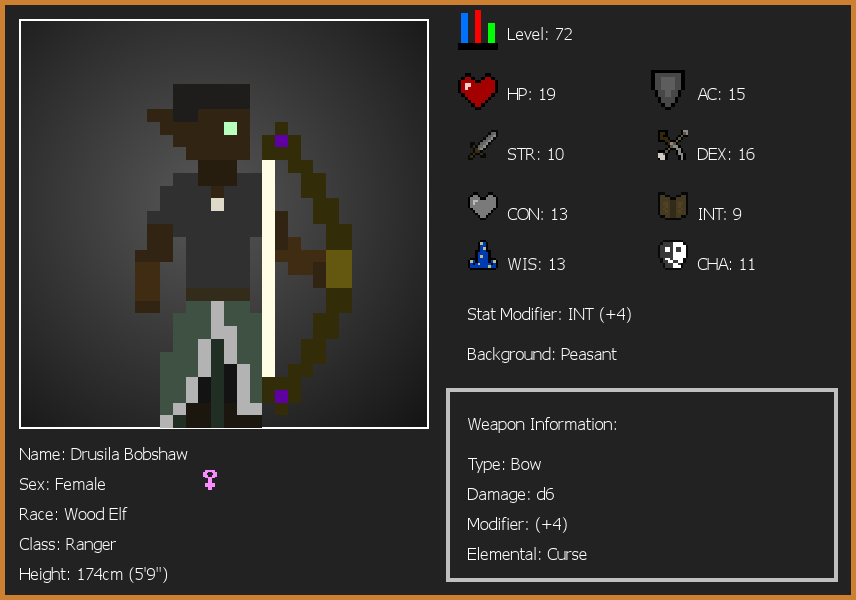 Level: 72
HP: 19
AC: 15
STR: 10
DEX: 16
CON: 13
INT: 9
WIS: 13
CHA: 11
Stat Modifier: INT (+4)
Background: Peasant
Weapon Information:
Type: Bow
Damage: d6
Modifier: (+4)
Elemental: Curse
Name: Drusila Bobshaw
Sex: Female
Race: Wood Elf
Class: Ranger
Height: 174cm (5'9")